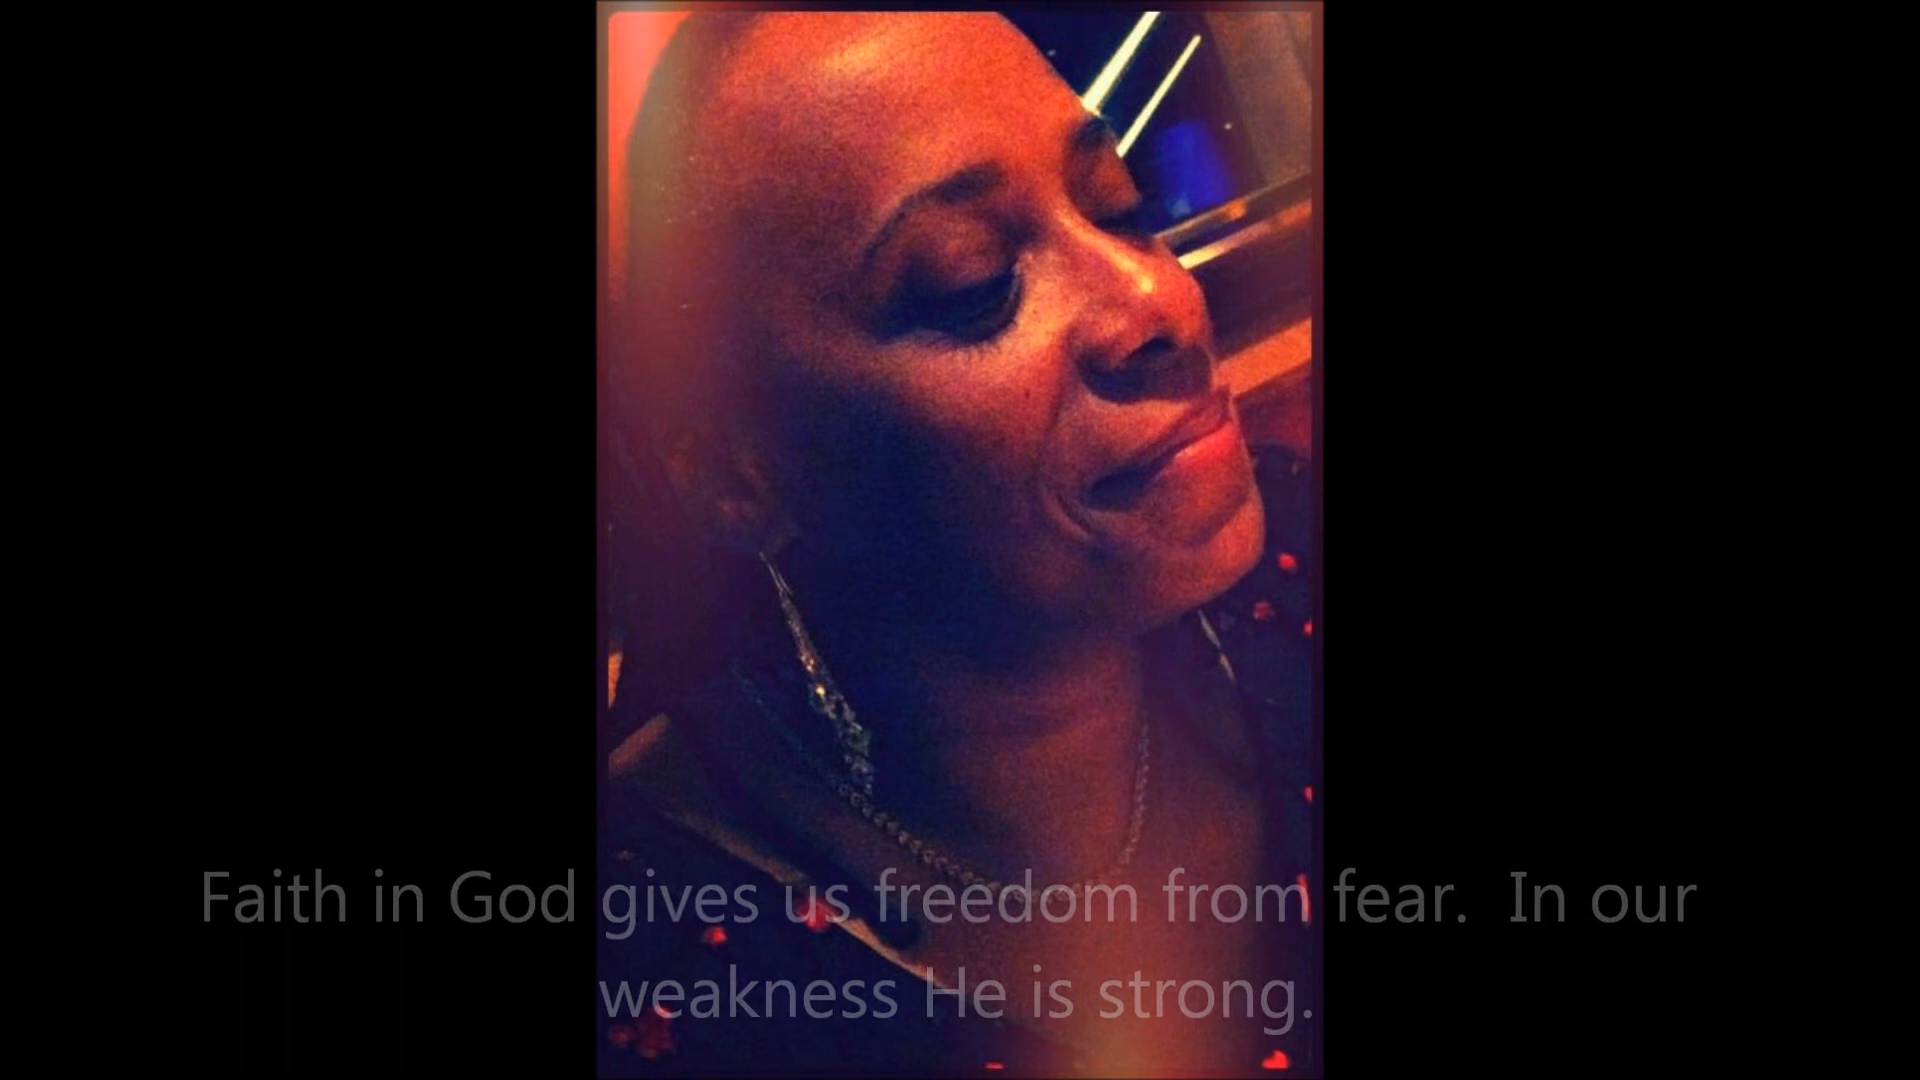 Faith in God gives us freedom from fear.  In our
weakness He is strong.